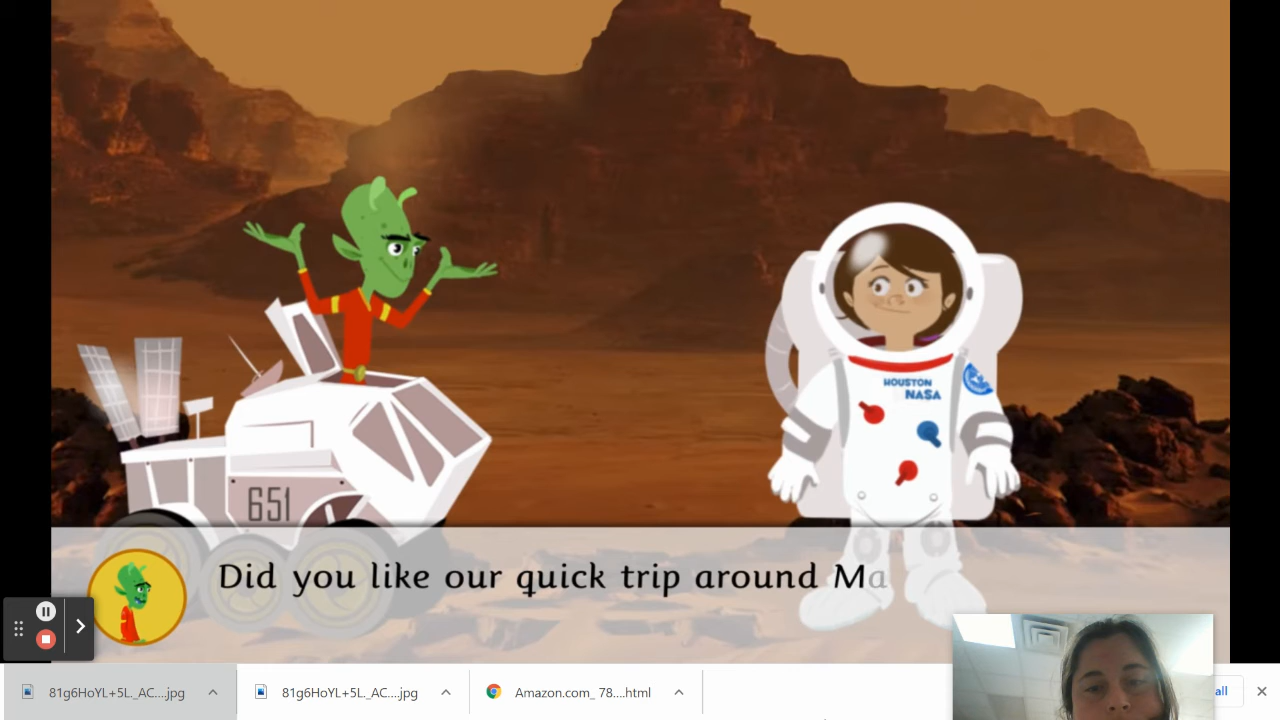 HOUSTON
NASA
651
Did you like our quick trip around Ma
81g6HoYL+5L._AC....jpg
81g6HoYL+5L._AC....jpg
Amazon.com_ 78....html
all